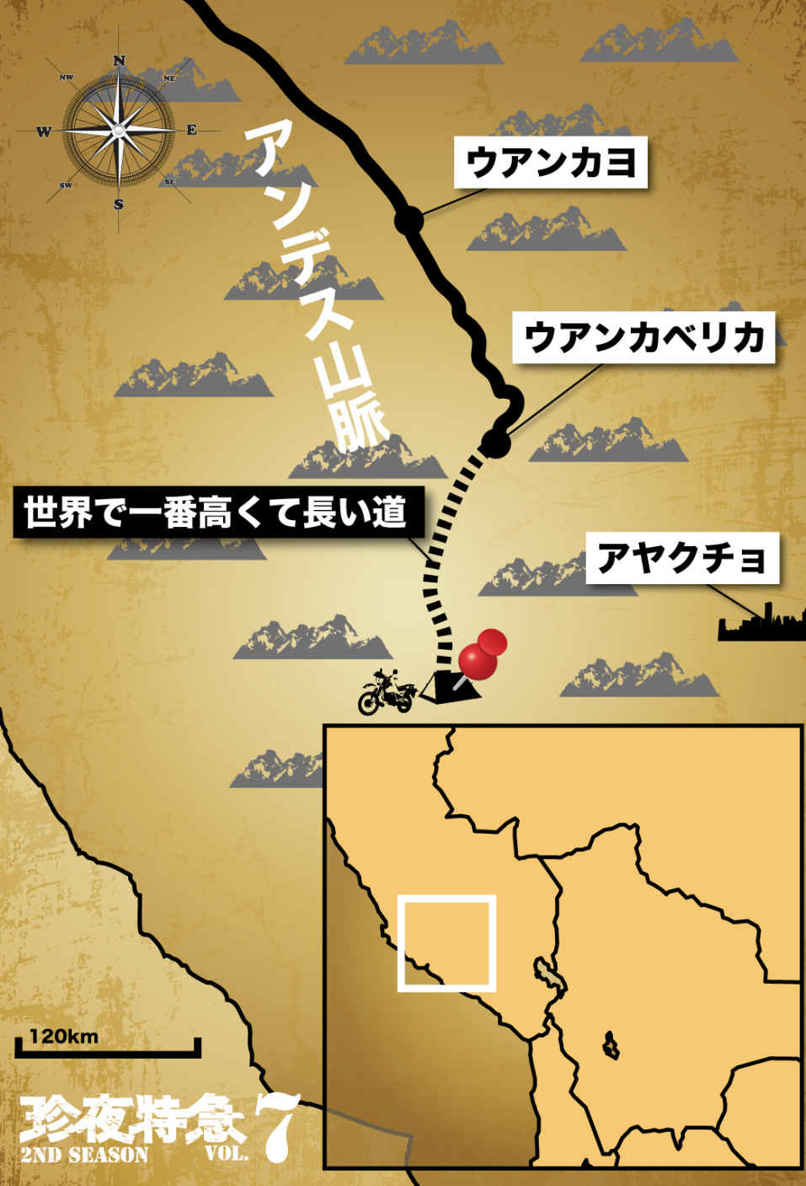 N
NW
NE
W
E
SW
SE
S
アンデス山脈
ウアンカヨ
ウアンカベリカ
世界で一番高くて長い道
アヤクチョ
120km
珍夜特急7
2ND SEASON VOL.